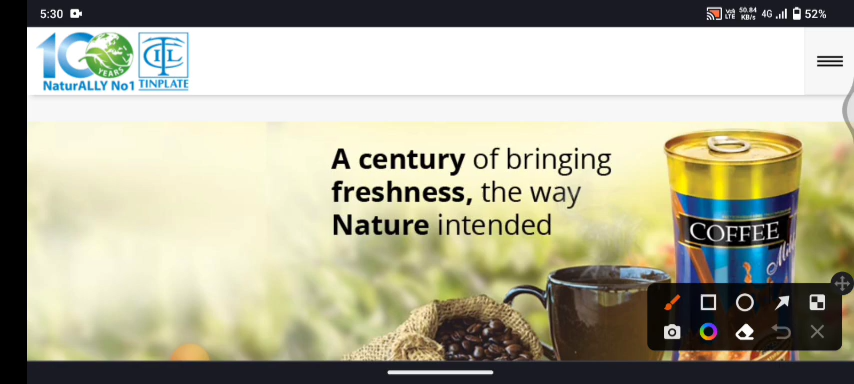 5:30
Vo)
LTE
50.84
KB/s
4G
52%
100
YEARS
NaturALLY No1
TINPLATE
A century of bringing
freshness, the way
Nature intended
COFFEE